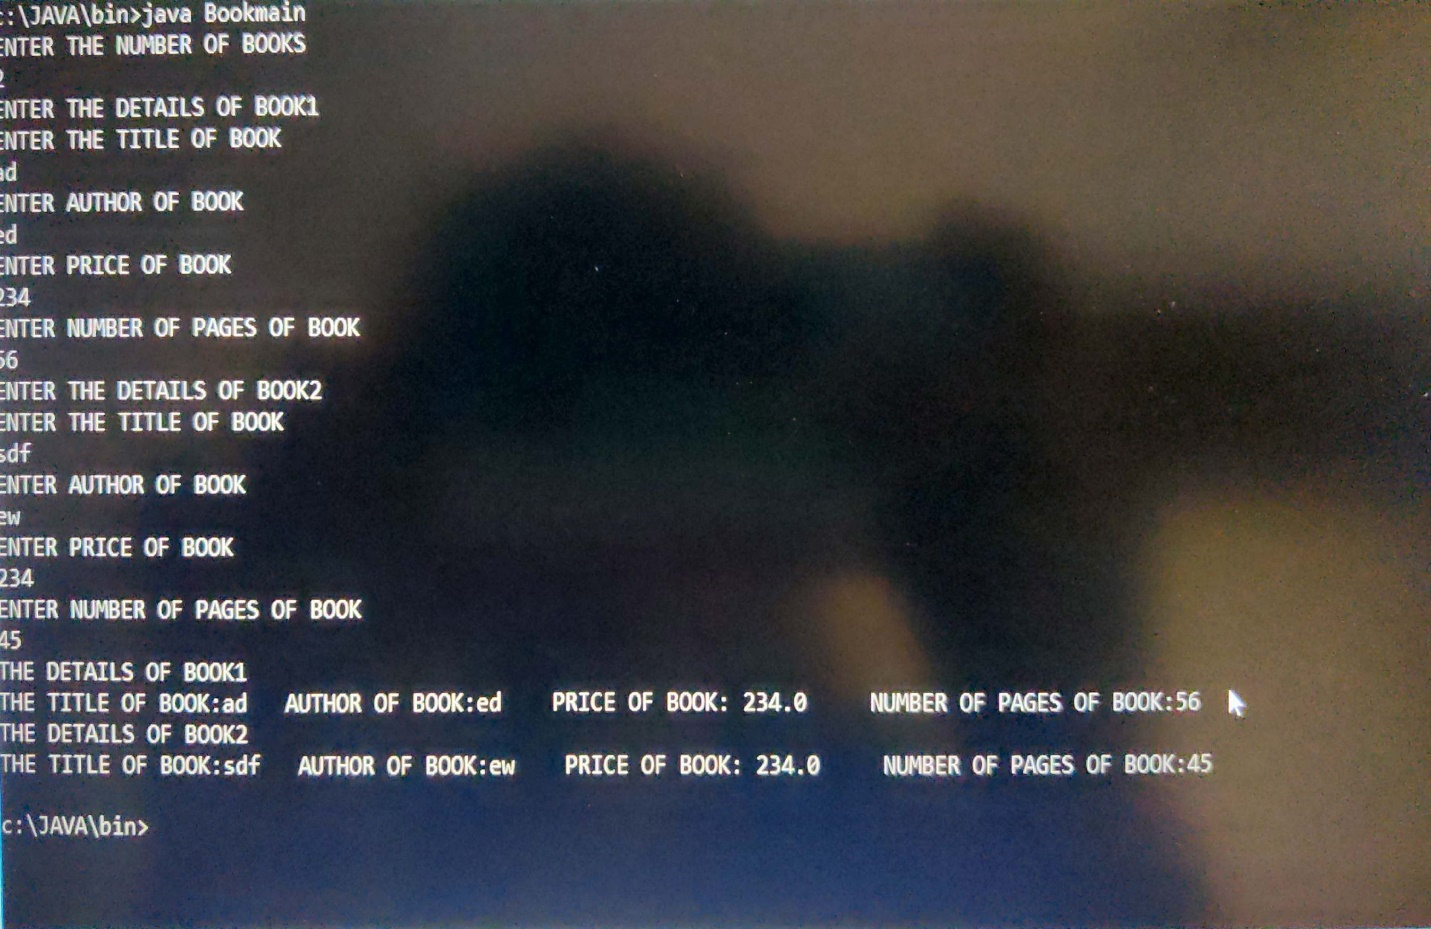 c:\JAVA\bin>java Bookmain
ENTER THE NUMBER OF BOOKS
2
ENTER THE DETAILS OF BOOK1
ENTER THE TITLE OF BOOK
ad
ENTER AUTHOR OF BOOK
ed
ENTER PRICE OF BOOK
234
ENTER NUMBER OF PAGES OF BOOK
56
ENTER THE DETAILS OF BOOK2
ENTER THE TITLE OF BOOK
sdf
ENTER AUTHOR OF BOOK
ew
ENTER PRICE OF BOOK
234
ENTER NUMBER OF PAGES OF BOOK
45
THE DETAILS OF BOOK1
THE TITLE OF BOOK:ad   AUTHOR OF BOOK:ed    PRICE OF BOOK: 234.0     NUMBER OF PAGES OF BOOK:56
THE DETAILS OF BOOK2
THE TITLE OF BOOK:sdf   AUTHOR OF BOOK:ew    PRICE OF BOOK: 234.0     NUMBER OF PAGES OF BOOK:45
c:\JAVA\bin>